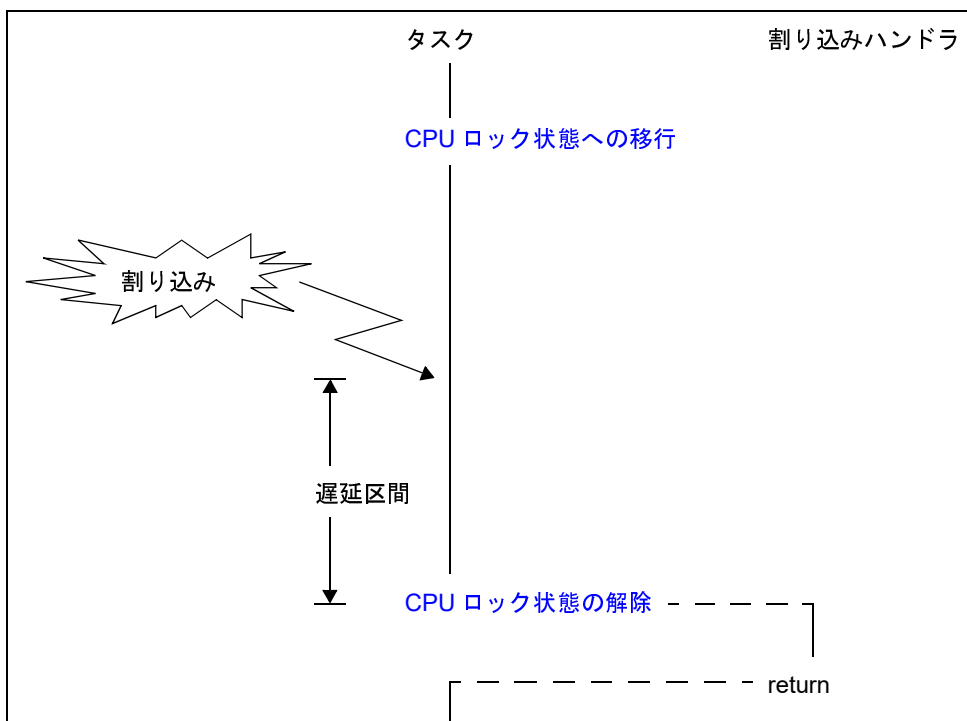 タスク
割り込みハンドラ
CPU ロック状態への移行
割り込み
遅延区間
CPU ロック状態の解除
return